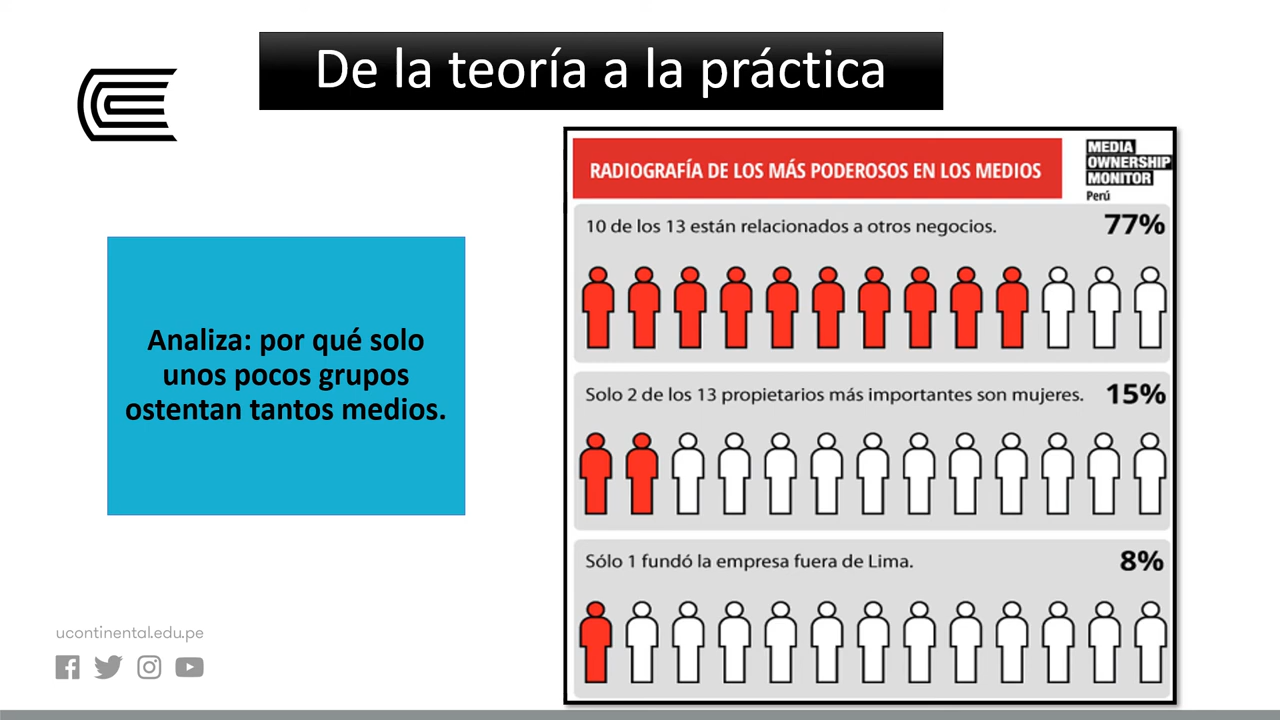 De la teoría a la práctica
RADIOGRAFÍA DE LOS MÁS PODEROSOS EN LOS MEDIOS
MEDIA
OWNERSHIP
MONITOR
Perú
10 de los 13 están relacionados a otros negocios. 77%
Analiza: por qué solo
unos pocos grupos
ostentan tantos medios.
Solo 2 de los 13 propietarios más importantes son mujeres. 15%
Sólo 1 fundó la empresa fuera de Lima. 8%
ucontinental.edu.pe